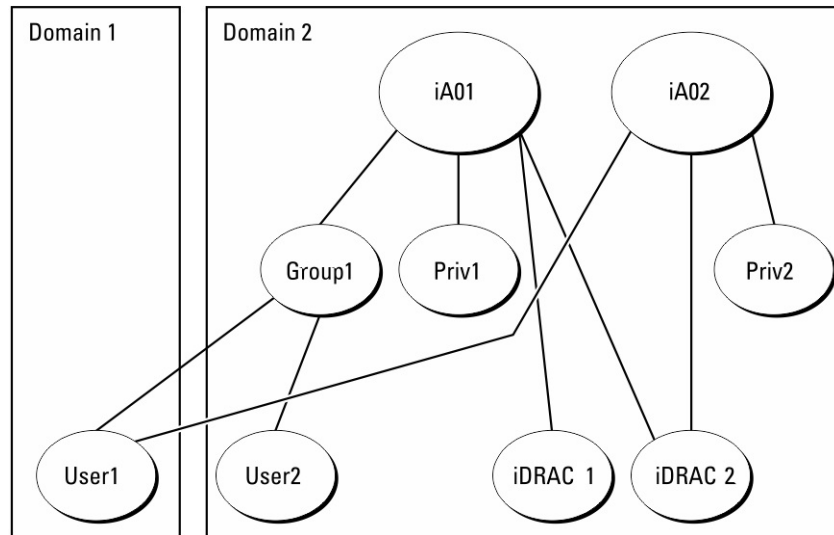 Domain 1
Domain 2
iA01
iA02
Group1
Priv1
Priv2
User1
User2
iDRAC 1
iDRAC 2